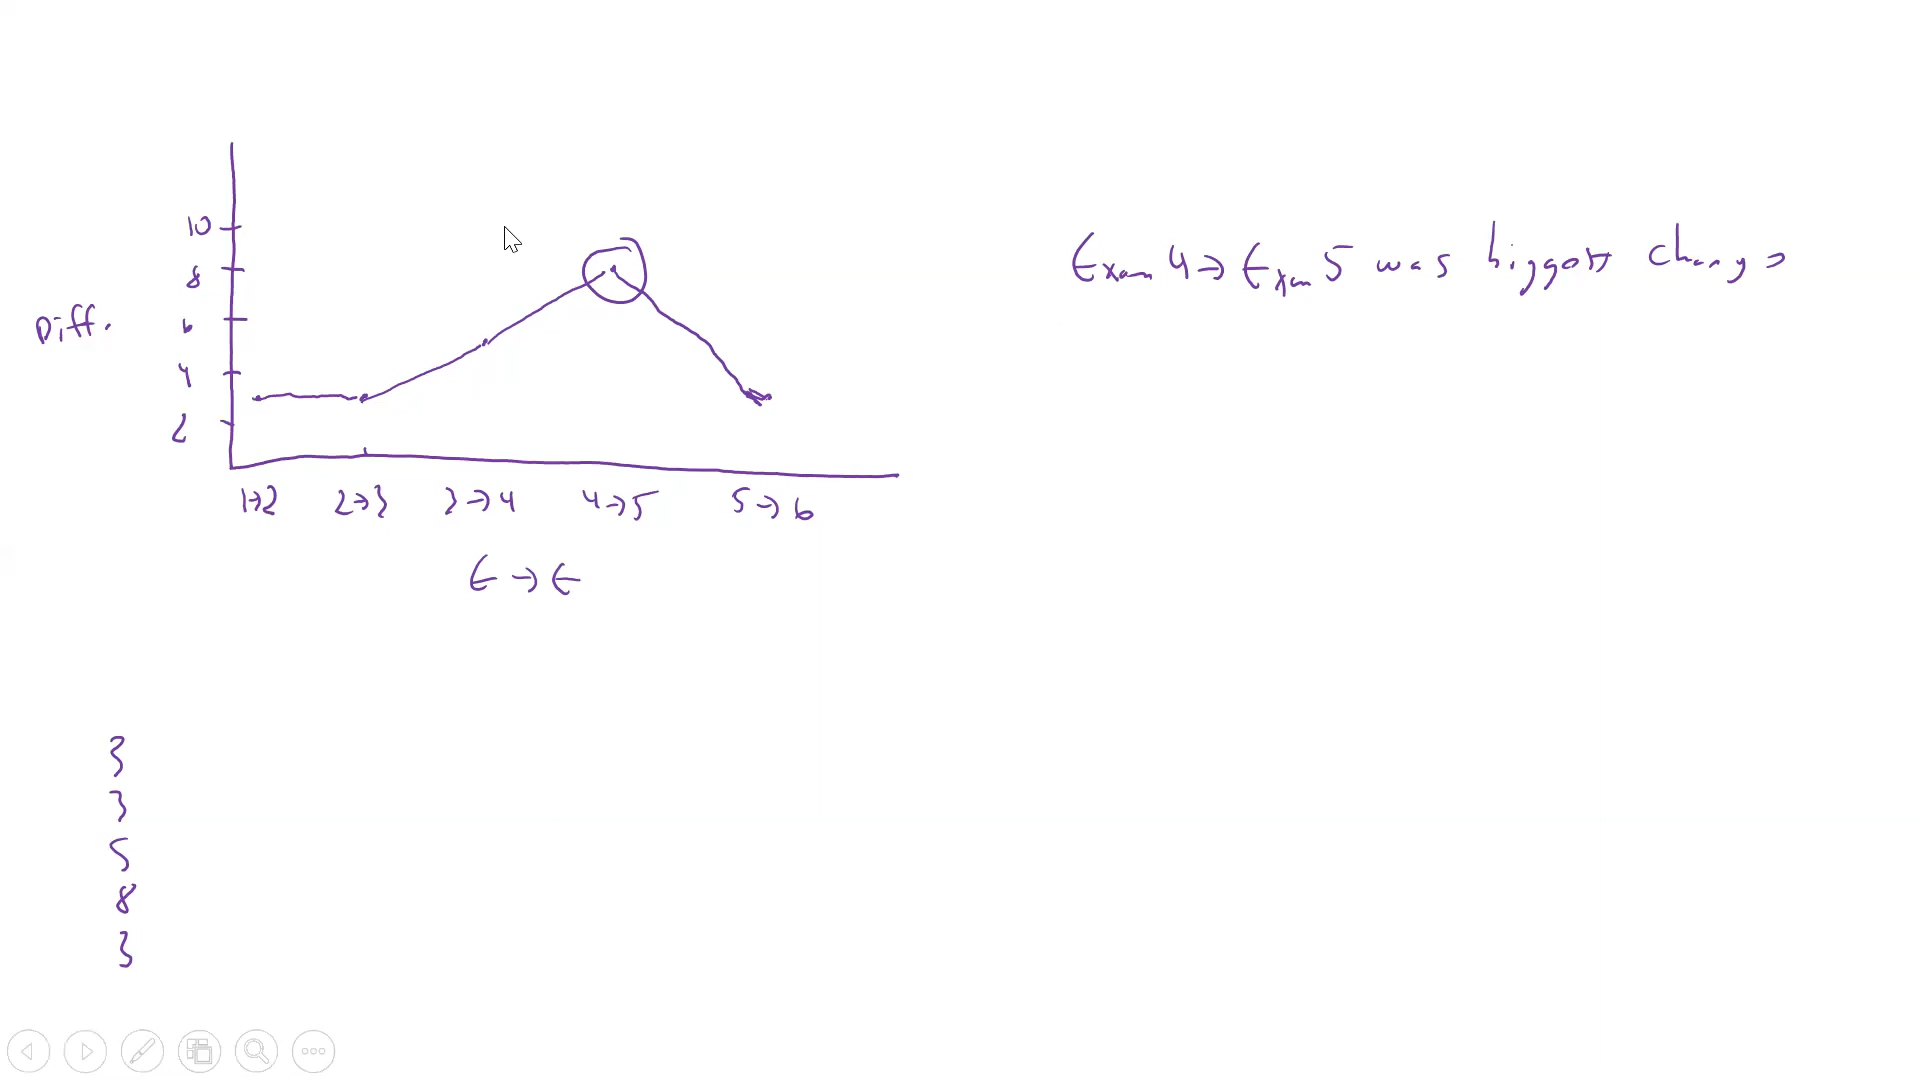 10
8
6
4
2
Diff.
1→2 2→3 3→4 4→5 5→6
E→E
Exam 4→Exam 5 was biggest change
3
3
5
8
3